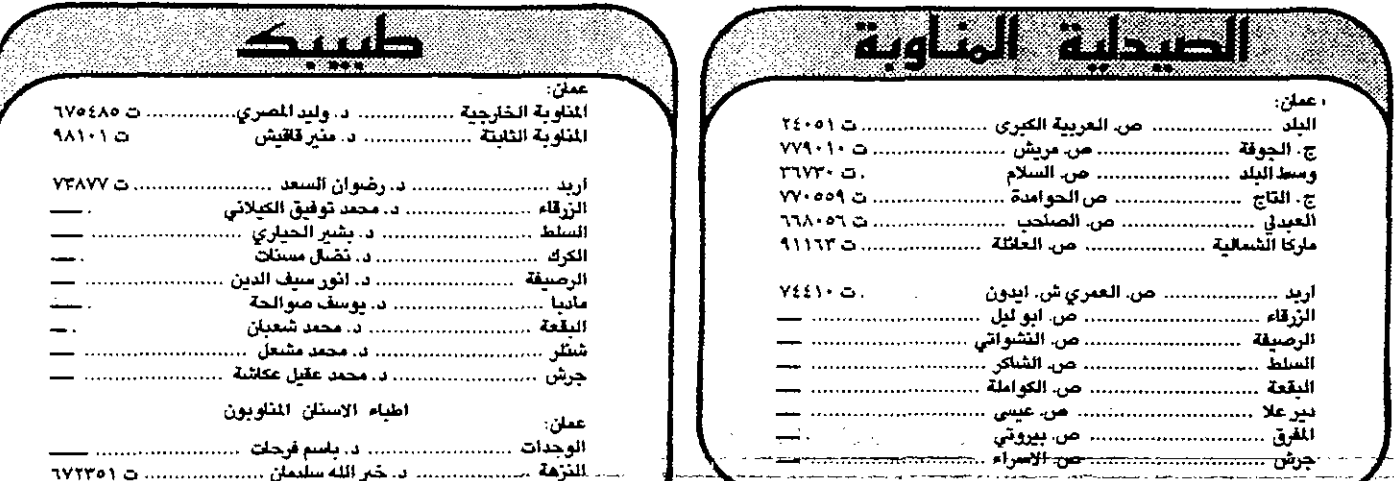 الصيدلية المناوبة
عمان:
البلد .................. ص. العربية الكبرى .................. ت ٢٤٠٥١
ج. الجوفة .................. ص. مريش .................. ت ٧٧٩٠١٠
وسط البلد .................. ص. السلام . ت ٣٦٧٣٠
ج. التاج .................. ص الحوامدة .................. ت ٧٧٠٥٥٩
العبدلي .................. ص. الصاحب .................. ت ٦٦٨٠٥٦
ماركا الشمالية .................. ص. العائلة .................. ت ٩١١٦٣
اربد .................. ص. العمري ش. ايدون . ت ٧٤٤١٠
الزرقاء .................. ص. ابو ليل .................. —
الرصيفة .................. ص. النشواتي .................. —
السلط .................. ص. الشاكر .................. —
البقعة .................. ص. الكواملة .................. —
دير علا .................. ص. عيسى .................. —
المفرق .................. ص. بيروتي . —
جرش .................. ص. الاسراء .................. —
طبيبك
عمان:
المناوبة الخارجية .................. د. وليد المصري .................. ت ٦٧٥٤٨٥
المناوبة الثابتة .................. د. منير قاقيش ت ٩٨١٠١
اربد .................. د. رضوان السعد .................. ت ٧٣٨٧٧
الزرقاء .................. د. محمد توفيق الكيلاني . —
السلط .................. د. بشير الحياري .................. —
الكرك .................. د. نضال مسنات . —
الرصيفة .................. د. انور سيف الدين .................. —
مادبا .................. د. يوسف صوالحة . —
البقعة .................. د. محمد شعبان . —
شنلر .................. د. محمد مشعل .................. —
جرش .................. د. محمد عقيل عكاشة .................. —
اطباء الاسنان المناوبون
عمان:
الوحدات .................. د. باسم فرحات .................. —
النزهة .................. د. خير الله سليمان .................. ت ٦٧٢٣٥١